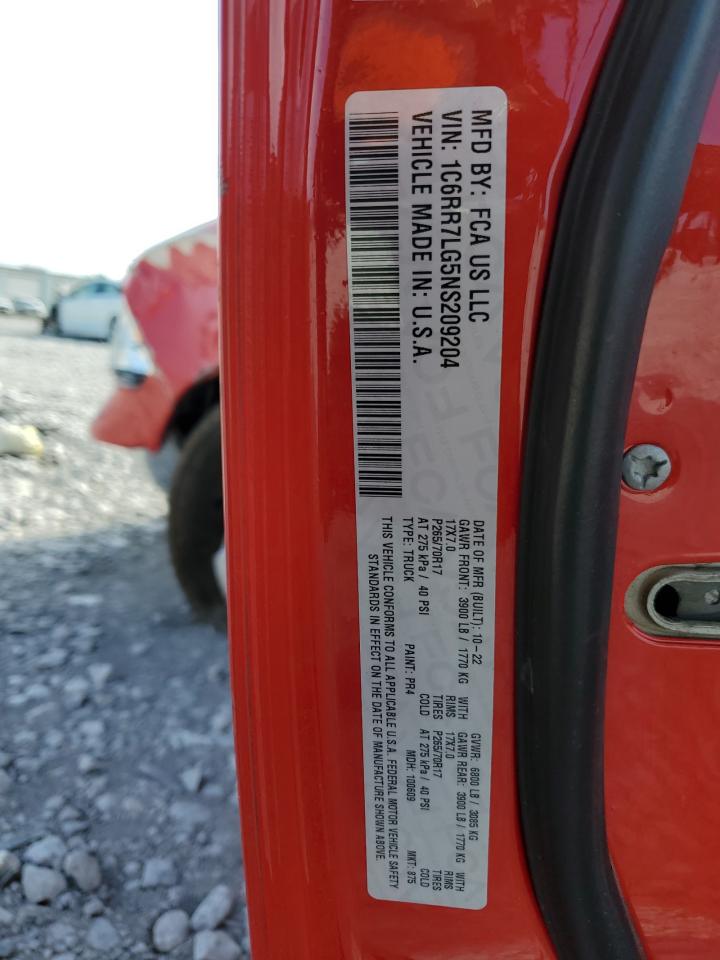 MFD BY: FCA US LLC
VIN: 1C6RR7LG5NS209204
VEHICLE MADE IN: U.S.A.
DATE OF MFR (BUILT): 10-22 GVWR: 6800 LB / 3085 KG
GAWR FRONT: 3900 LB / 1770 KG WITH GAWR REAR: 3900 LB / 1770 KG WITH
17X7.0 RIMS 17X7.0 RIMS
P265/70R17 TIRES P265/70R17 TIRES
AT 275 kPa / 40 PSI COLD AT 275 kPa / 40 PSI COLD
TYPE: TRUCK PAINT: PR4 MDH: 100609 MKT: 875
THIS VEHICLE CONFORMS TO ALL APPLICABLE U.S.A. FEDERAL MOTOR VEHICLE SAFETY
STANDARDS IN EFFECT ON THE DATE OF MANUFACTURE SHOWN ABOVE.